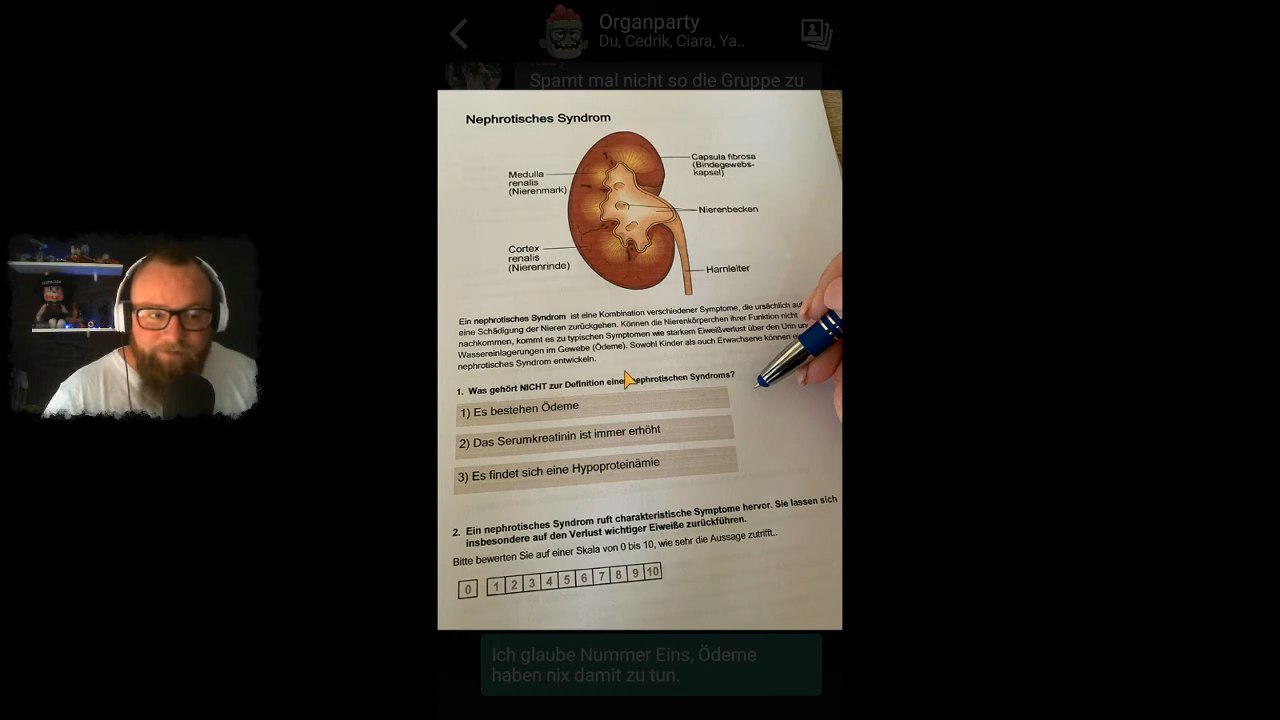 Organparty
Du, Cedrik, Ciara, Ya..
Spamt mal nicht so die Gruppe zu
Nephrotisches Syndrom
Capsula fibrosa
(Bindegewebs-
kapsel)
Medulla
renalis
(Nierenmark)
Nierenbecken
Cortex
renalis
(Nierenrinde)
Harnleiter
Ein nephrotisches Syndrom ist eine Kombination verschiedener Symptome, die ursächlich auf
eine Schädigung der Nieren zurückgehen. Können die Nierenkörperchen ihrer Funktion nicht
nachkommen, kommt es zu typischen Symptomen wie starkem Eiweißverlust über den Urin
Wassereinlagerungen im Gewebe (Ödeme). Sowohl Kinder als auch Erwachsene können
nephrotisches Syndrom entwickeln.
1. Was gehört NICHT zur Definition eines nephrotischen Syndroms?
1) Es bestehen Ödeme
2) Das Serumkreatinin ist immer erhöht
3) Es findet sich eine Hypoproteinämie
2. Ein nephrotisches Syndrom ruft charakteristische Symptome hervor. Sie lassen sich
insbesondere auf den Verlust wichtiger Eiweiße zurückführen.
Bitte bewerten Sie auf einer Skala von 0 bis 10, wie sehr die Aussage zutrifft..
0 1 2 3 4 5 6 7 8 9 10
Ich glaube Nummer Eins, Ödeme
haben nix damit zu tun.